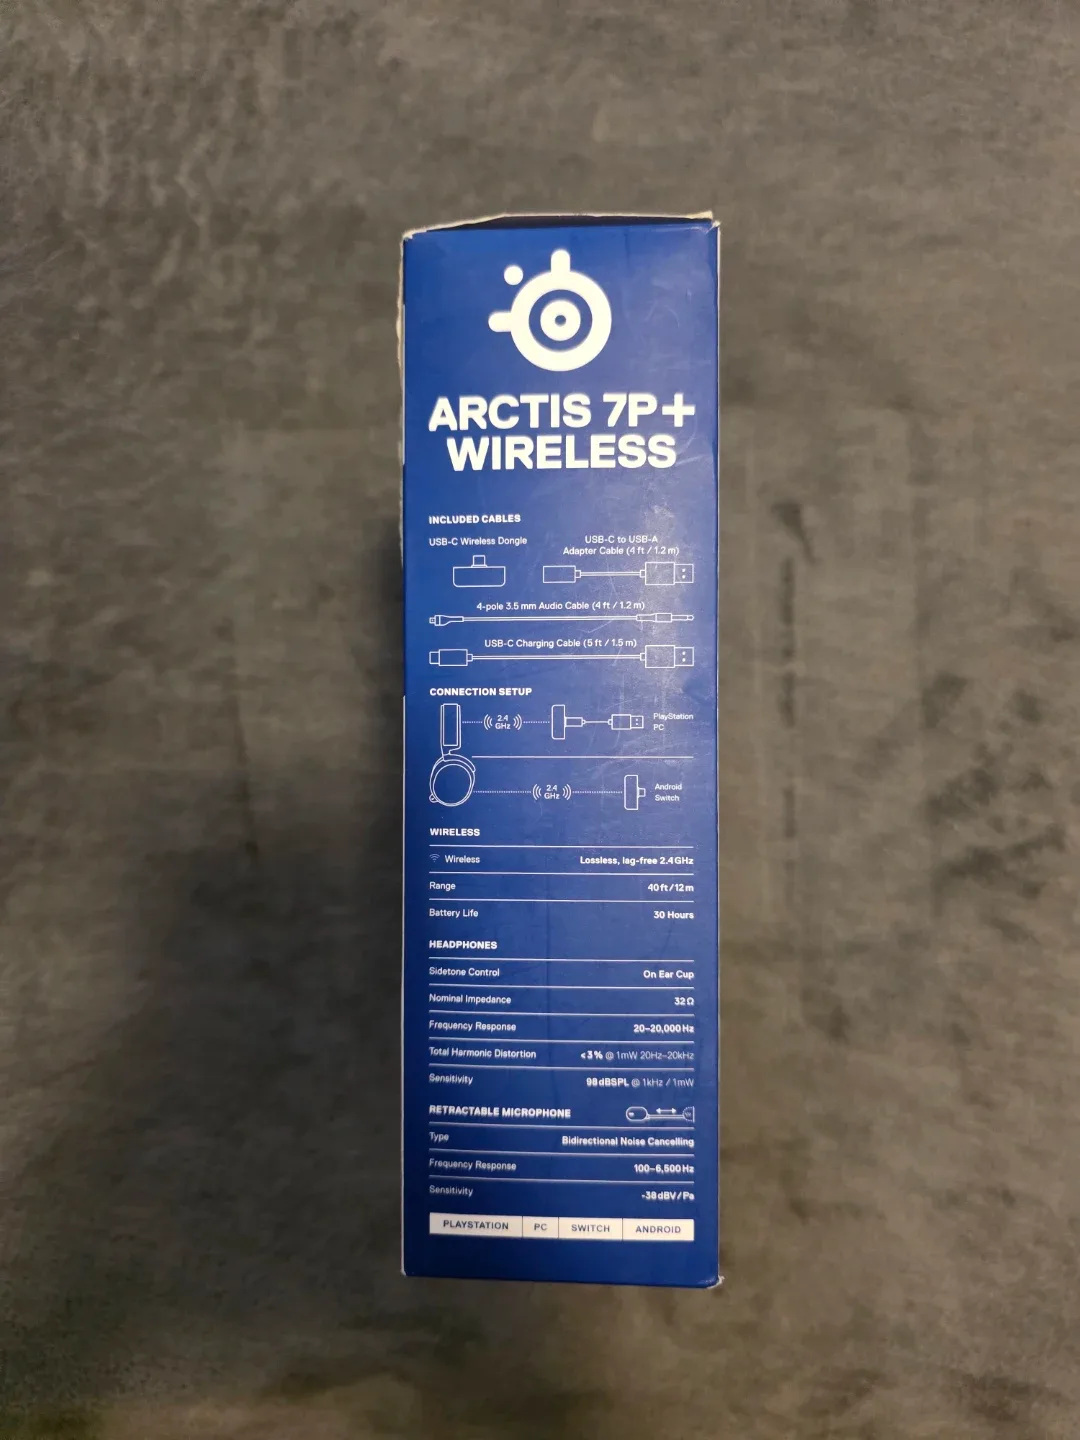 ARCTIS 7P+
WIRELESS
INCLUDED CABLES
USB-C Wireless Dongle
USB-C to USB-A
Adapter Cable (4 ft / 1.2 m)
4-pole 3.5 mm Audio Cable (4 ft / 1.2 m)
USB-C Charging Cable (5 ft / 1.5 m)
CONNECTION SETUP
2.4
GHz
PlayStation
PC
2.4
GHz
Android
Switch
WIRELESS
Wireless Lossless, lag-free 2.4 GHz
Range 40 ft / 12 m
Battery Life 30 Hours
HEADPHONES
Sidetone Control On Ear Cup
Nominal Impedance 32 Ω
Frequency Response 20–20,000 Hz
Total Harmonic Distortion <3% @ 1mW 20Hz–20kHz
Sensitivity 98 dBSPL @ 1kHz / 1mW
RETRACTABLE MICROPHONE
Type Bidirectional Noise Cancelling
Frequency Response 100–6,500 Hz
Sensitivity -38 dBV / Pa
PLAYSTATION PC SWITCH ANDROID